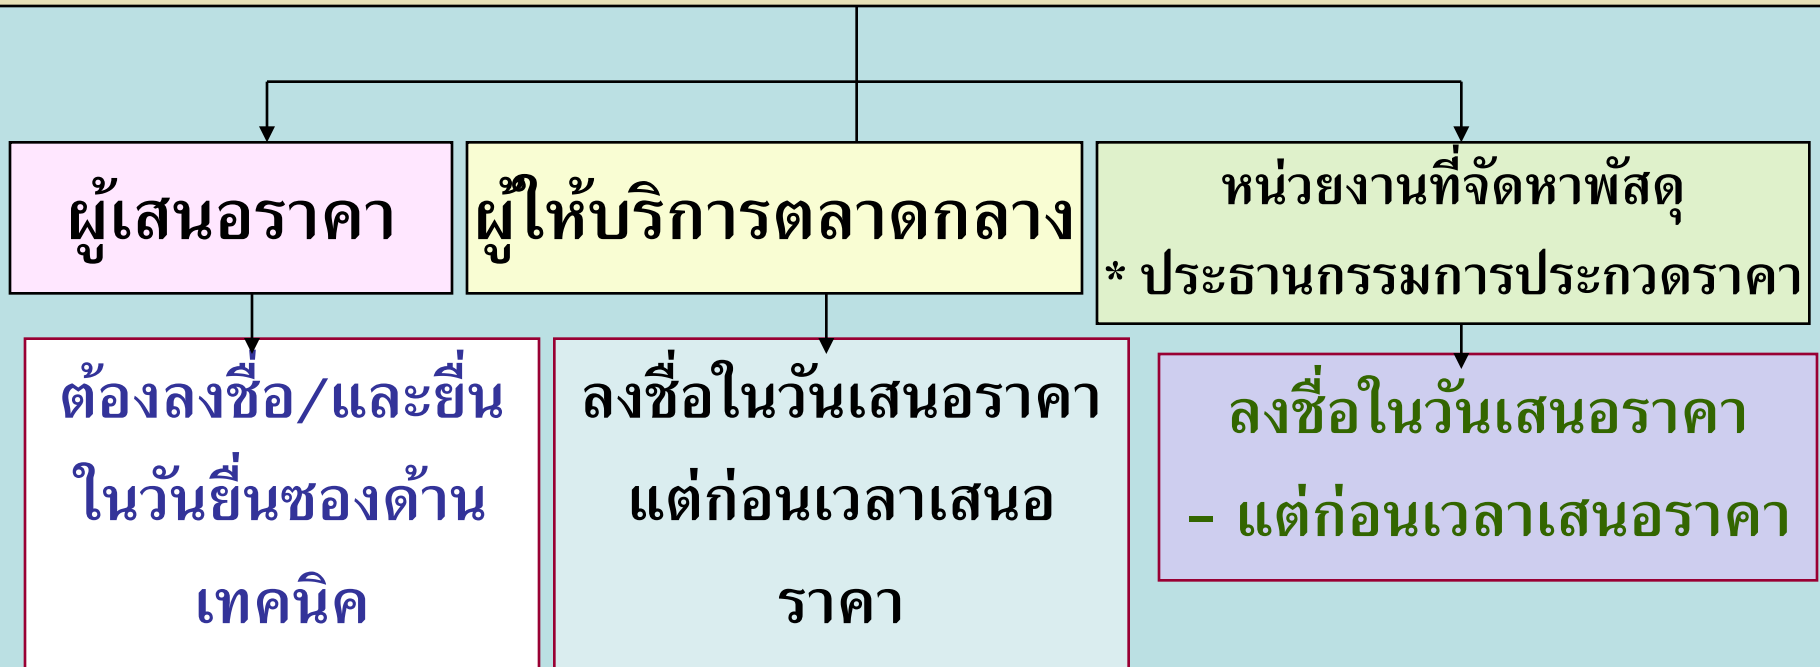 ผู้เสนอราคา
ผู้ให้บริการตลาดกลาง
หน่วยงานที่จัดหาพัสดุ
* ประธานกรรมการประกวดราคา
ต้องลงชื่อ/และยื่น
ในวันยื่นซองด้าน
เทคนิค
ลงชื่อในวันเสนอราคา
แต่ก่อนเวลาเสนอ
ราคา
ลงชื่อในวันเสนอราคา
– แต่ก่อนเวลาเสนอราคา